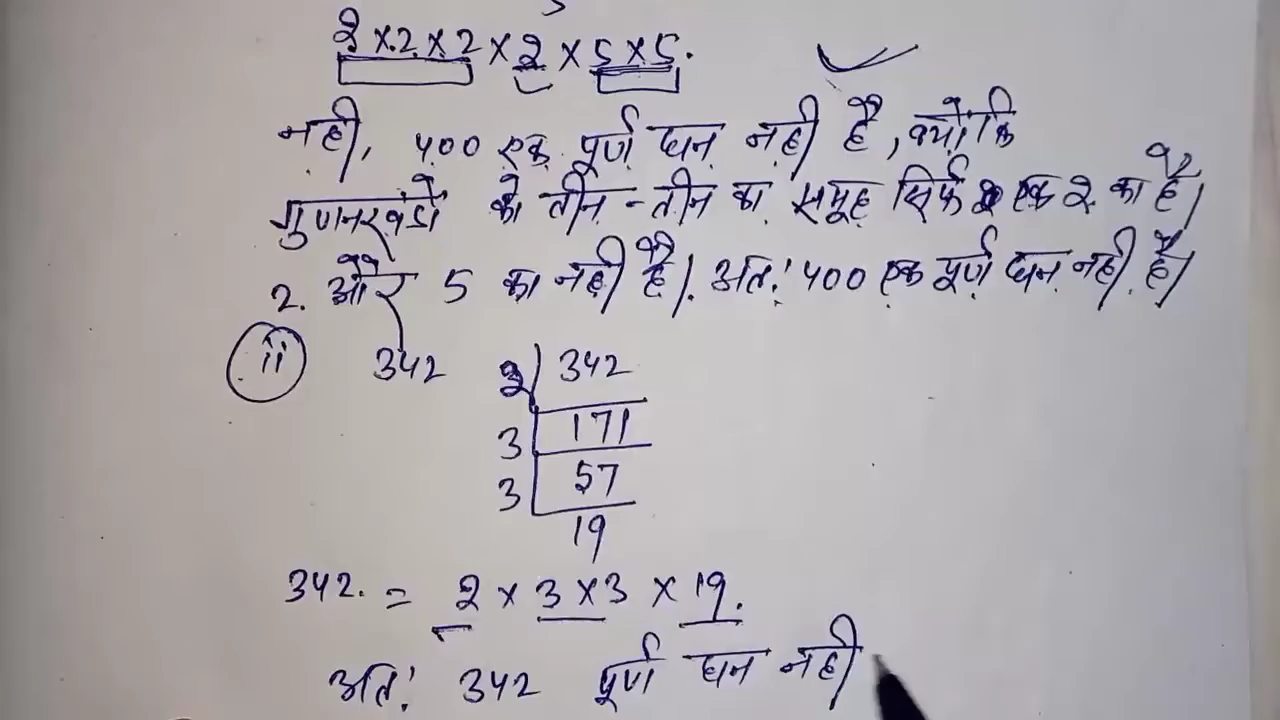 2 × 2 × 2 × 2 × 5 × 5.
नही, 400 एक पूर्ण घन नही है, क्योंकि
गुणनखंडो के तीन-तीन का समूह सिर्फ एक 2 का है।
2. और 5 का नही है। अत: 400 एक पूर्ण घन नही है।
ii 342 2 342
3 171
3 57
19
342. = 2 × 3 × 3 × 19.
अत: 342 पूर्ण घन नही